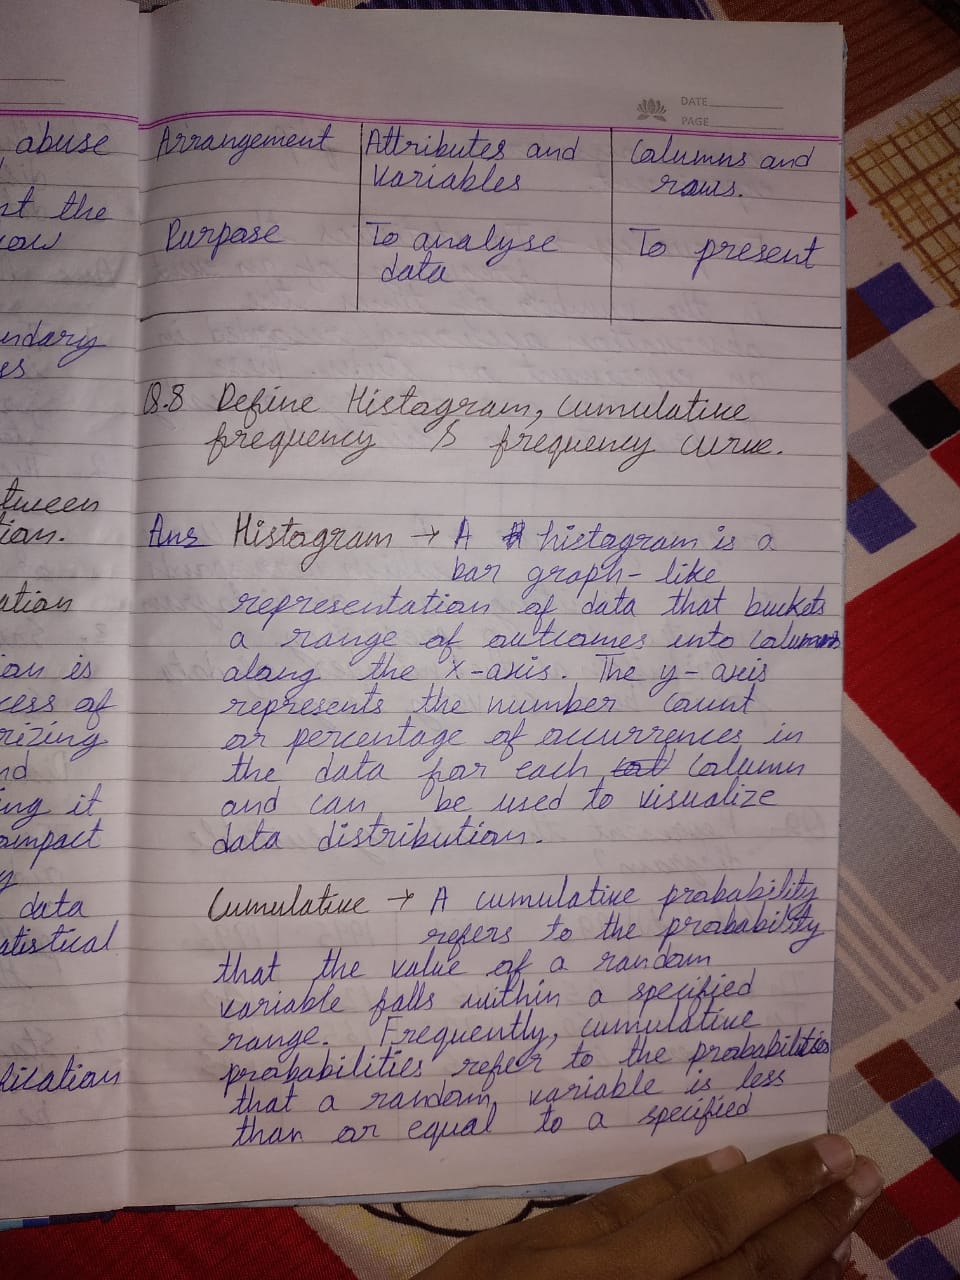 DATE
PAGE
abuse
nt the
ow
ndary
es
tween
ion.
ation
ion is
cess of
rizing
nd
ing it
ompact
y
data
atistical
fication
Arrangement | Attributes and variables | Columns and rows.
Purpose | To analyse data | To present
Q.8 Define Histogram, Cumulative
frequency & frequency curve.
Ans Histogram → A histogram is a
bar graph-like
representation of data that buckets
a range of outcomes into columns
along the x-axis. The y-axis
represents the number count
or percentage of occurrences in
the data for each column
and can be used to visualize
data distribution.
Cumulative → A cumulative probability
refers to the probability
that the value of a random
variable falls within a specified
range. Frequently, cumulative
probabilities refer to the probabilities
that a random variable is less
than or equal to a specified